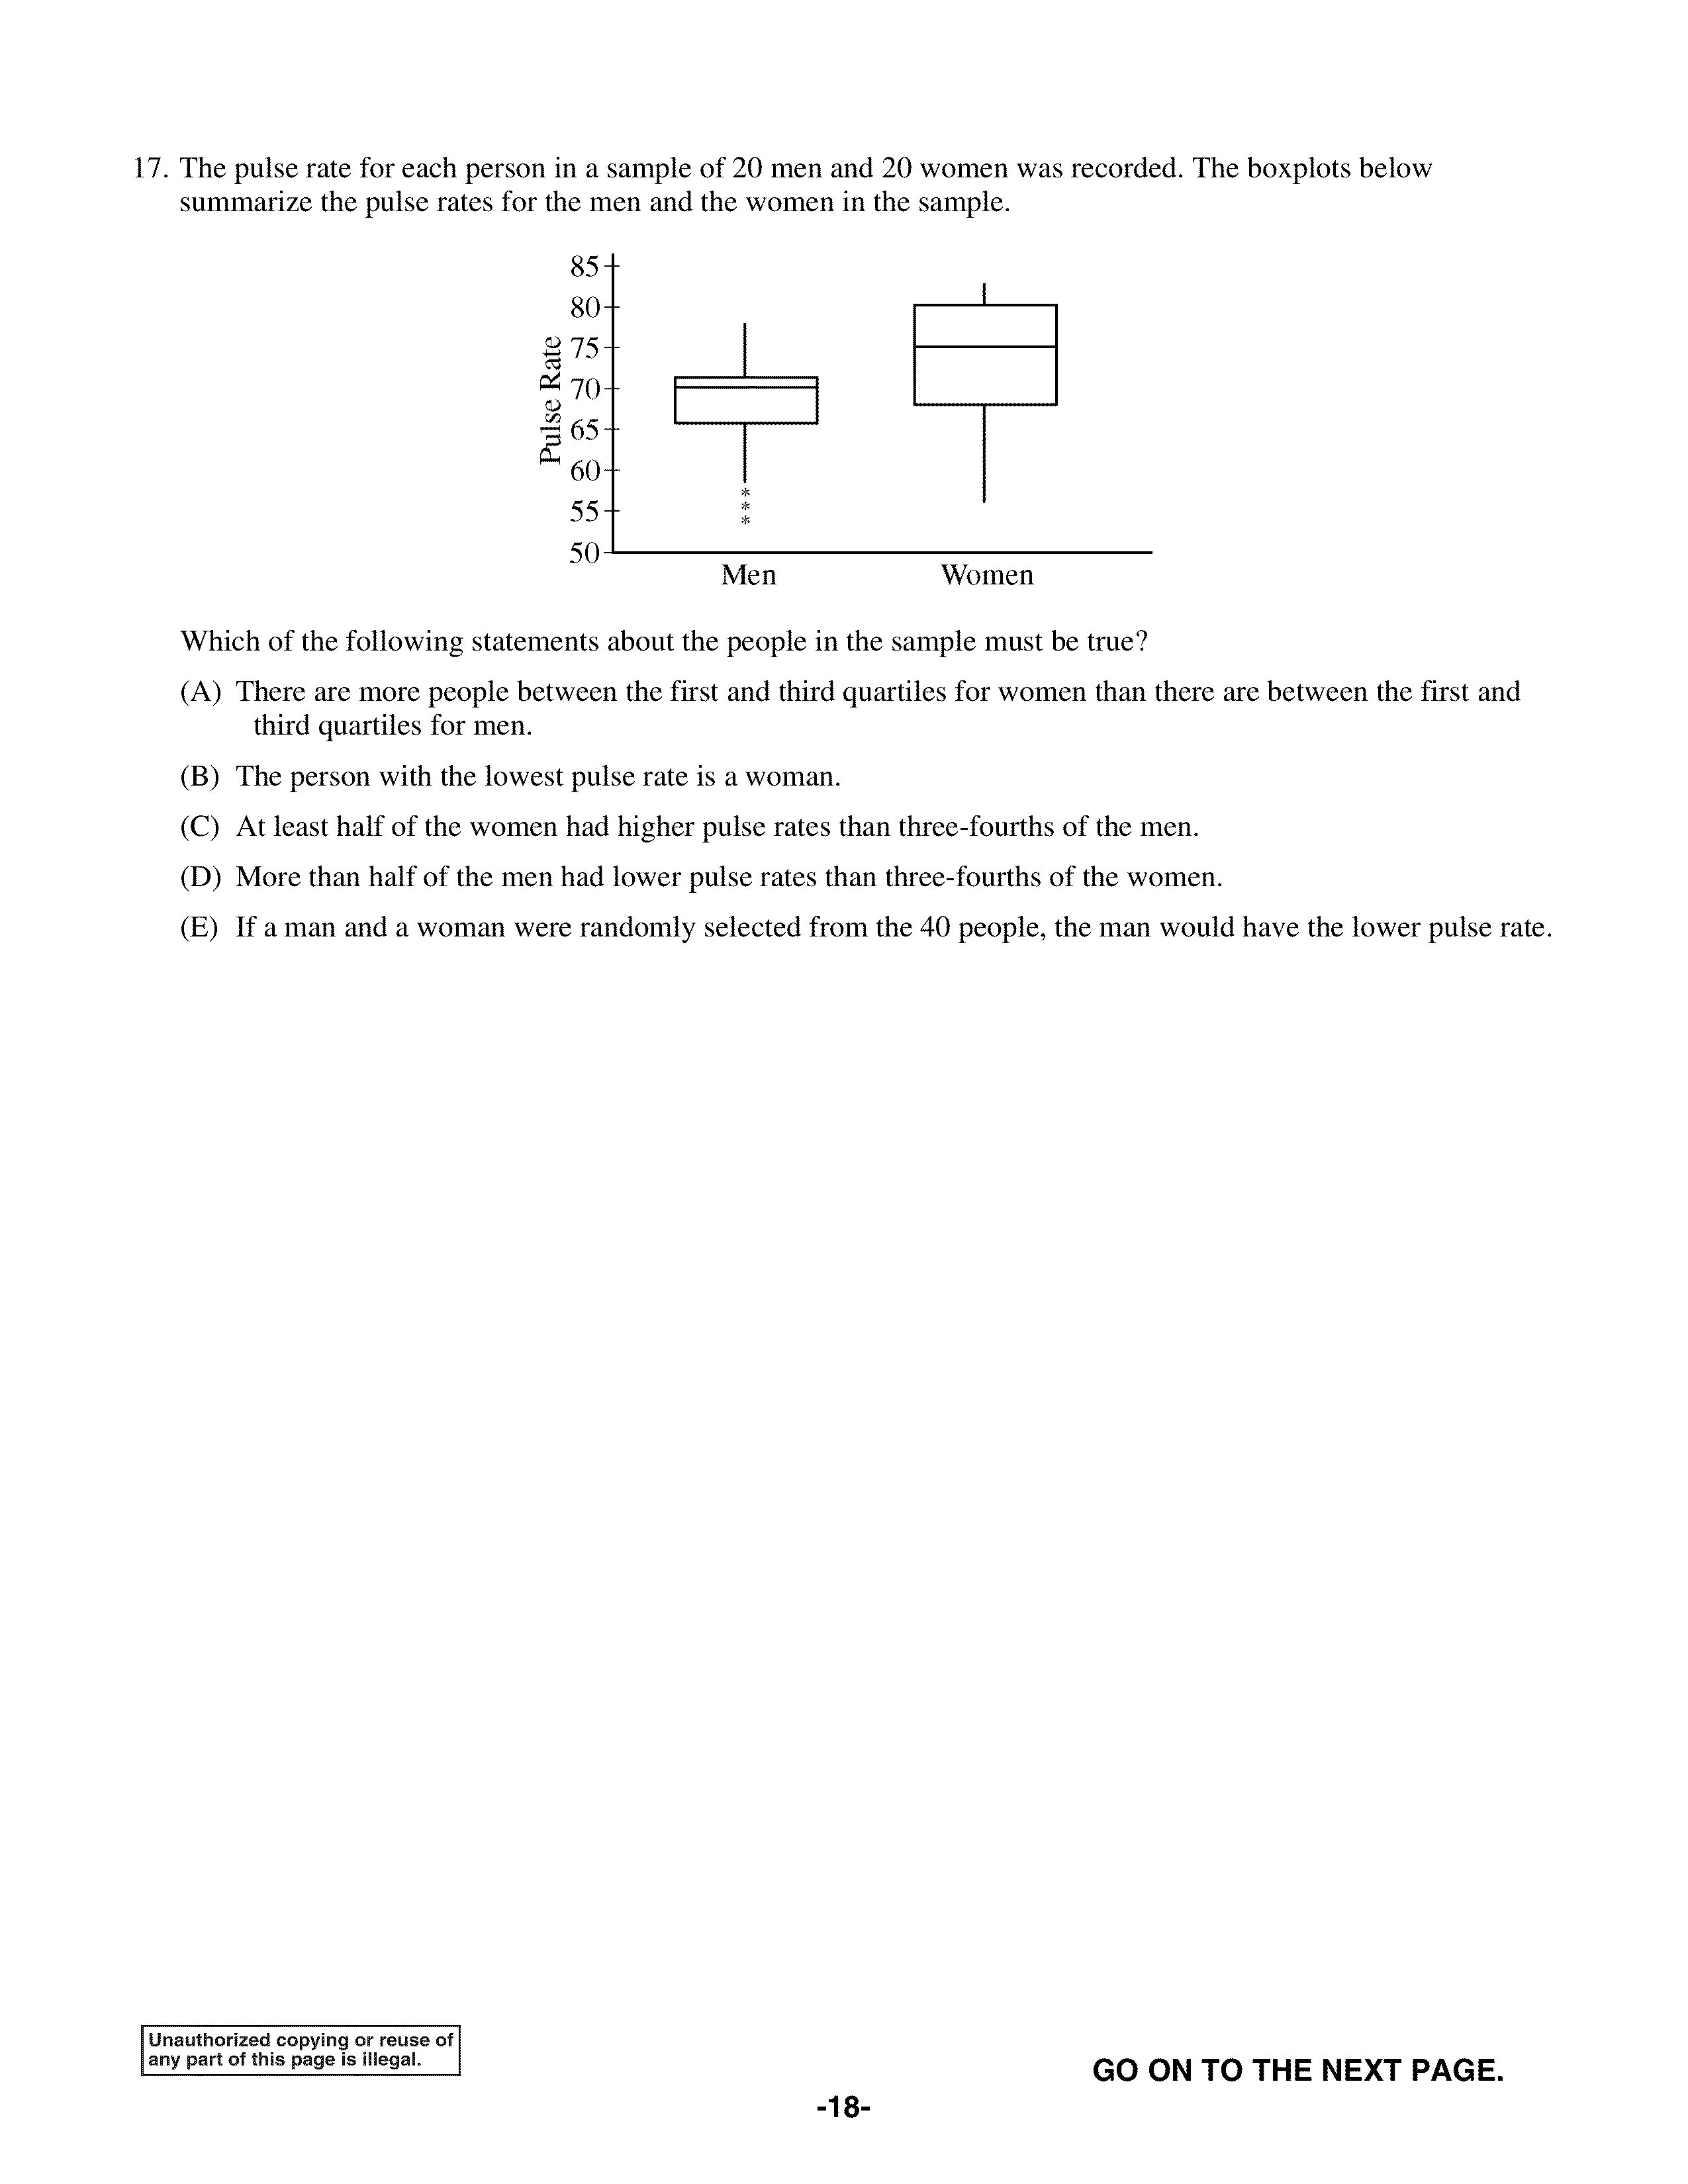 17. The pulse rate for each person in a sample of 20 men and 20 women was recorded. The boxplots below
summarize the pulse rates for the men and the women in the sample.
85
80
75
70
65
60
55
50
Pulse Rate
* * *
Men
Women
Which of the following statements about the people in the sample must be true?
(A) There are more people between the first and third quartiles for women than there are between the first and
third quartiles for men.
(B) The person with the lowest pulse rate is a woman.
(C) At least half of the women had higher pulse rates than three-fourths of the men.
(D) More than half of the men had lower pulse rates than three-fourths of the women.
(E) If a man and a woman were randomly selected from the 40 people, the man would have the lower pulse rate.
Unauthorized copying or reuse of
any part of this page is illegal.
GO ON TO THE NEXT PAGE.
-18-